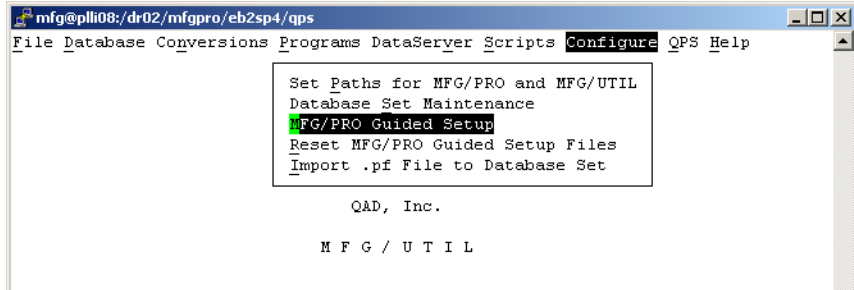 mfg@plli08:/dr02/mfgpro/eb2sp4/qps
File Database Conversions Programs DataServer Scripts Configure QPS Help
Set Paths for MFG/PRO and MFG/UTIL
Database Set Maintenance
MFG/PRO Guided Setup
Reset MFG/PRO Guided Setup Files
Import .pf File to Database Set
QAD, Inc.
M F G / U T I L